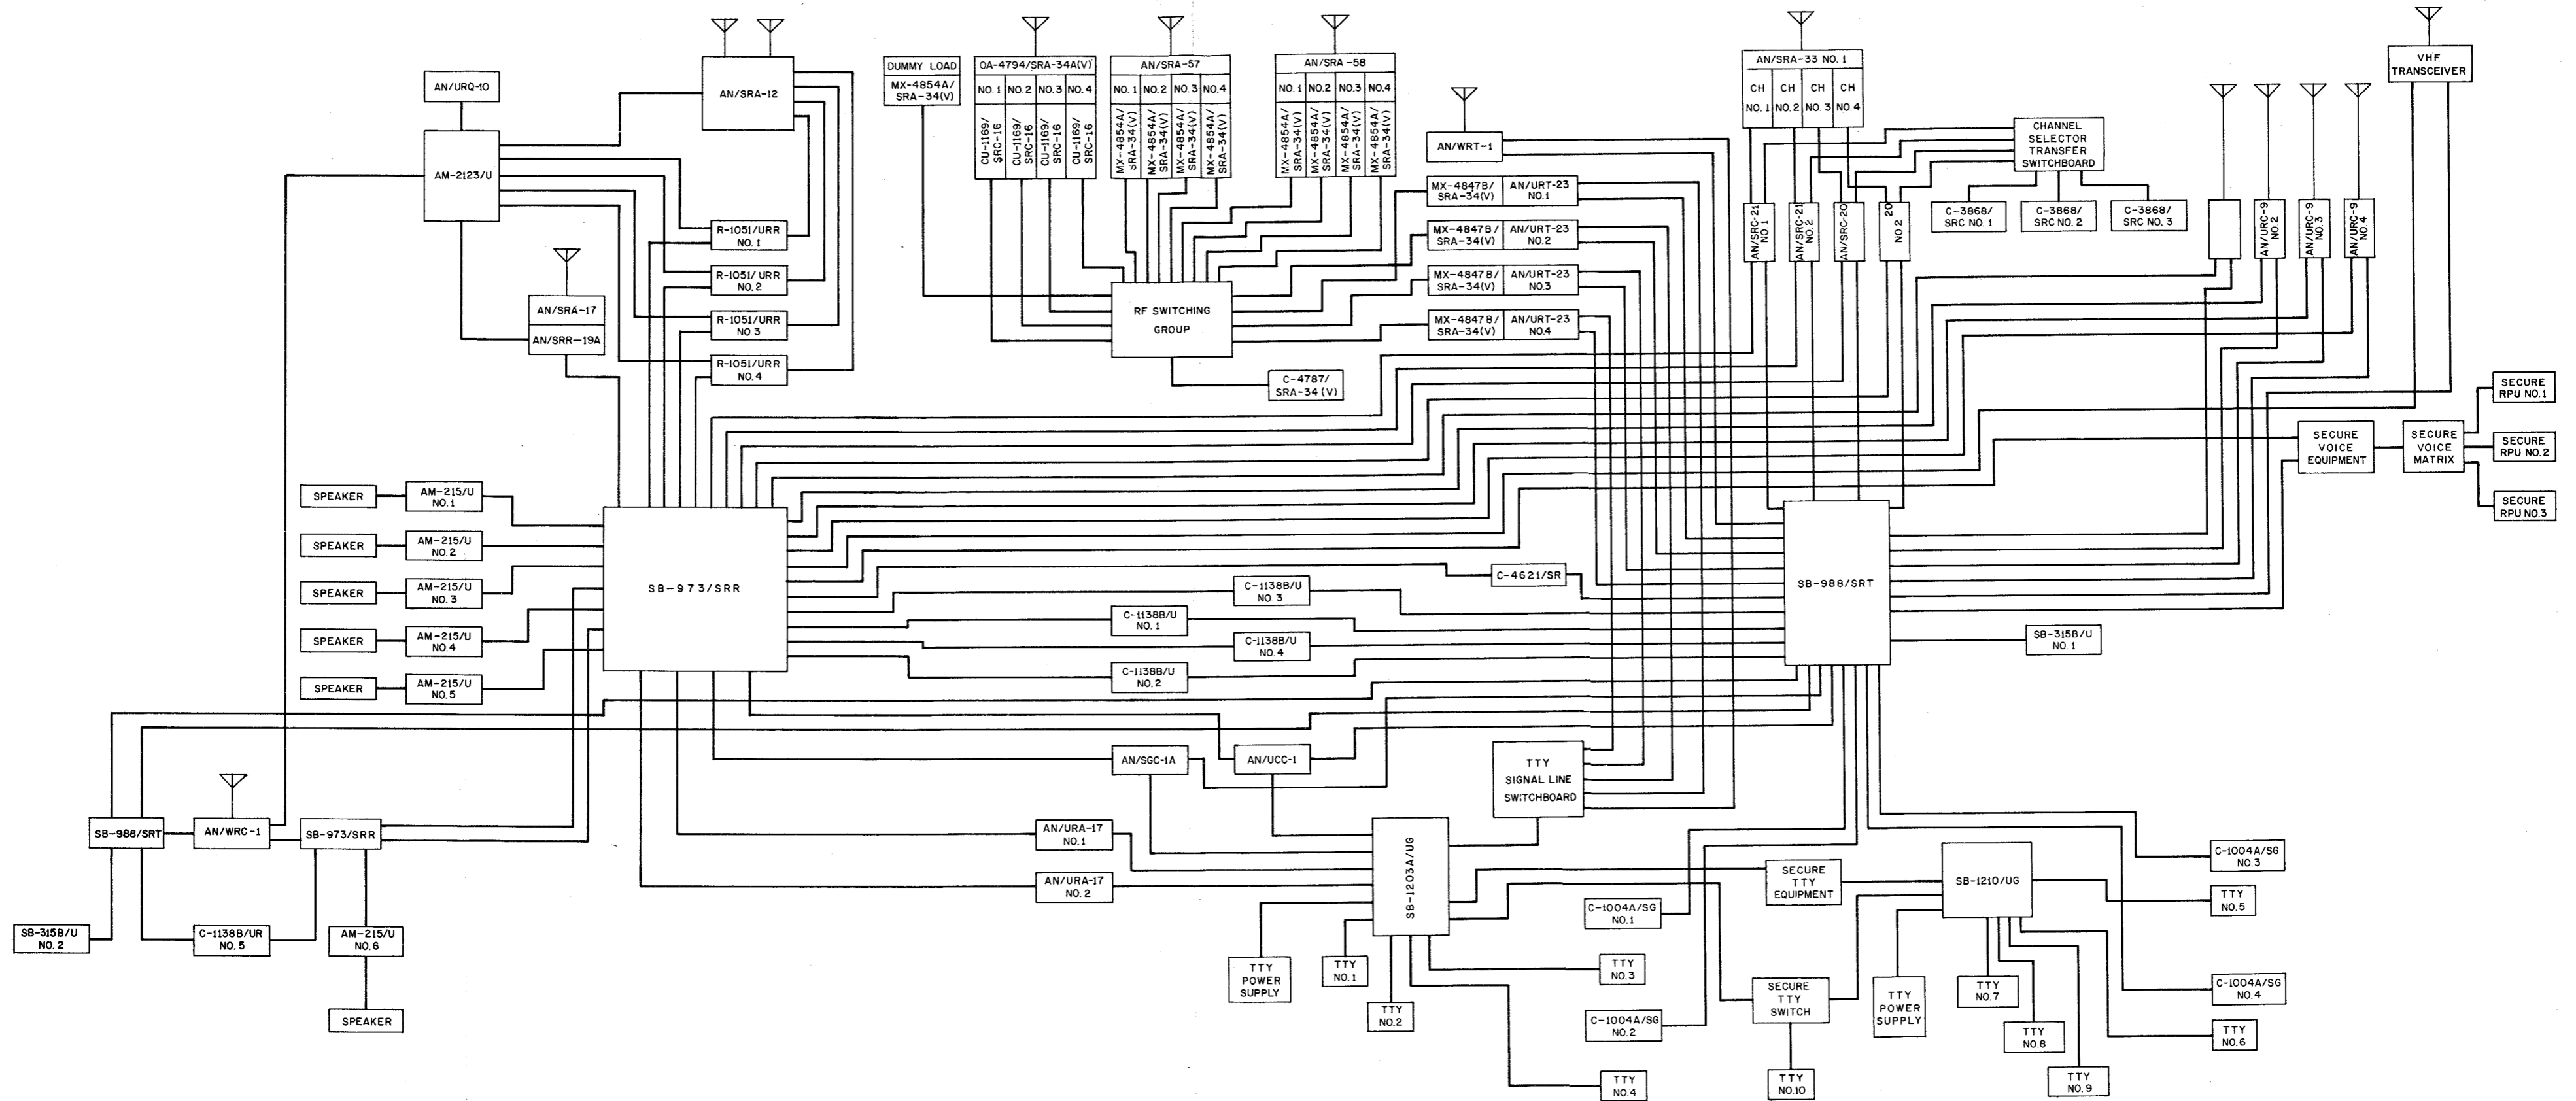 AN/URQ-10
AM-2123/U
AN/SRA-12
R-1051/URR
NO. 1
R-1051/URR
NO. 2
R-1051/URR
NO. 3
R-1051/URR
NO. 4
AN/SRA-17
AN/SRR-19A
DUMMY LOAD
MX-4854A/
SRA-34(V)
OA-4794/SRA-34A(V)
NO. 1
NO. 2
NO. 3
NO. 4
CU-1169/
SRC-16
CU-1169/
SRC-16
CU-1169/
SRC-16
CU-1169/
SRC-16
AN/SRA-57
NO. 1
NO. 2
NO. 3
NO. 4
MX-4854A/
SRA-34(V)
MX-4854A/
SRA-34(V)
MX-4854A/
SRA-34(V)
MX-4854A/
SRA-34(V)
AN/SRA-58
NO. 1
NO. 2
NO. 3
NO. 4
MX-4854A/
SRA-34(V)
MX-4854A/
SRA-34(V)
MX-4854A/
SRA-34(V)
MX-4854A/
SRA-34(V)
RF SWITCHING
GROUP
C-4787/
SRA-34 (V)
AN/WRT-1
MX-4847B/
SRA-34(V)
AN/URT-23
NO. 1
MX-4847B/
SRA-34(V)
AN/URT-23
NO. 2
MX-4847B/
SRA-34(V)
AN/URT-23
NO. 3
MX-4847B/
SRA-34(V)
AN/URT-23
NO. 4
AN/SRA-33 NO. 1
CH
NO. 1
CH
NO. 2
CH
NO. 3
CH
NO. 4
AN/SRC-21
NO. 1
AN/SRC-21
NO. 2
AN/SRC-20
NO. 2 20
CHANNEL
SELECTOR
TRANSFER
SWITCHBOARD
C-3868/
SRC NO. 1
C-3868/
SRC NO. 2
C-3868/
SRC NO. 3
AN/URC-9
NO. 2
AN/URC-9
NO. 3
AN/URC-9
NO. 4
VHF
TRANSCEIVER
SECURE
VOICE
EQUIPMENT
SECURE
VOICE
MATRIX
SECURE
RPU NO. 1
SECURE
RPU NO. 2
SECURE
RPU NO. 3
SPEAKER
AM-215/U
NO. 1
SPEAKER
AM-215/U
NO. 2
SPEAKER
AM-215/U
NO. 3
SPEAKER
AM-215/U
NO. 4
SPEAKER
AM-215/U
NO. 5
SB-973/SRR
C-4621/SR
C-1138B/U
NO. 3
C-1138B/U
NO. 1
C-1138B/U
NO. 4
C-1138B/U
NO. 2
SB-988/SRT
SB-315B/U
NO. 1
AN/SGC-1A
AN/UCC-1
TTY
SIGNAL LINE
SWITCHBOARD
SB-988/SRT
AN/WRC-1
SB-973/SRR
SB-315B/U
NO. 2
C-1138B/UR
NO. 5
AM-215/U
NO. 6
SPEAKER
AN/URA-17
NO. 1
AN/URA-17
NO. 2
SB-1203A/UG
TTY
POWER
SUPPLY
TTY
NO. 1
TTY
NO. 2
TTY
NO. 3
TTY
NO. 4
C-1004A/SG
NO. 1
C-1004A/SG
NO. 2
SECURE
TTY
EQUIPMENT
SECURE
TTY
SWITCH
TTY
NO. 10
SB-1210/UG
TTY
POWER
SUPPLY
TTY
NO. 7
TTY
NO. 8
TTY
NO. 9
C-1004A/SG
NO. 3
TTY
NO. 5
C-1004A/SG
NO. 4
TTY
NO. 6